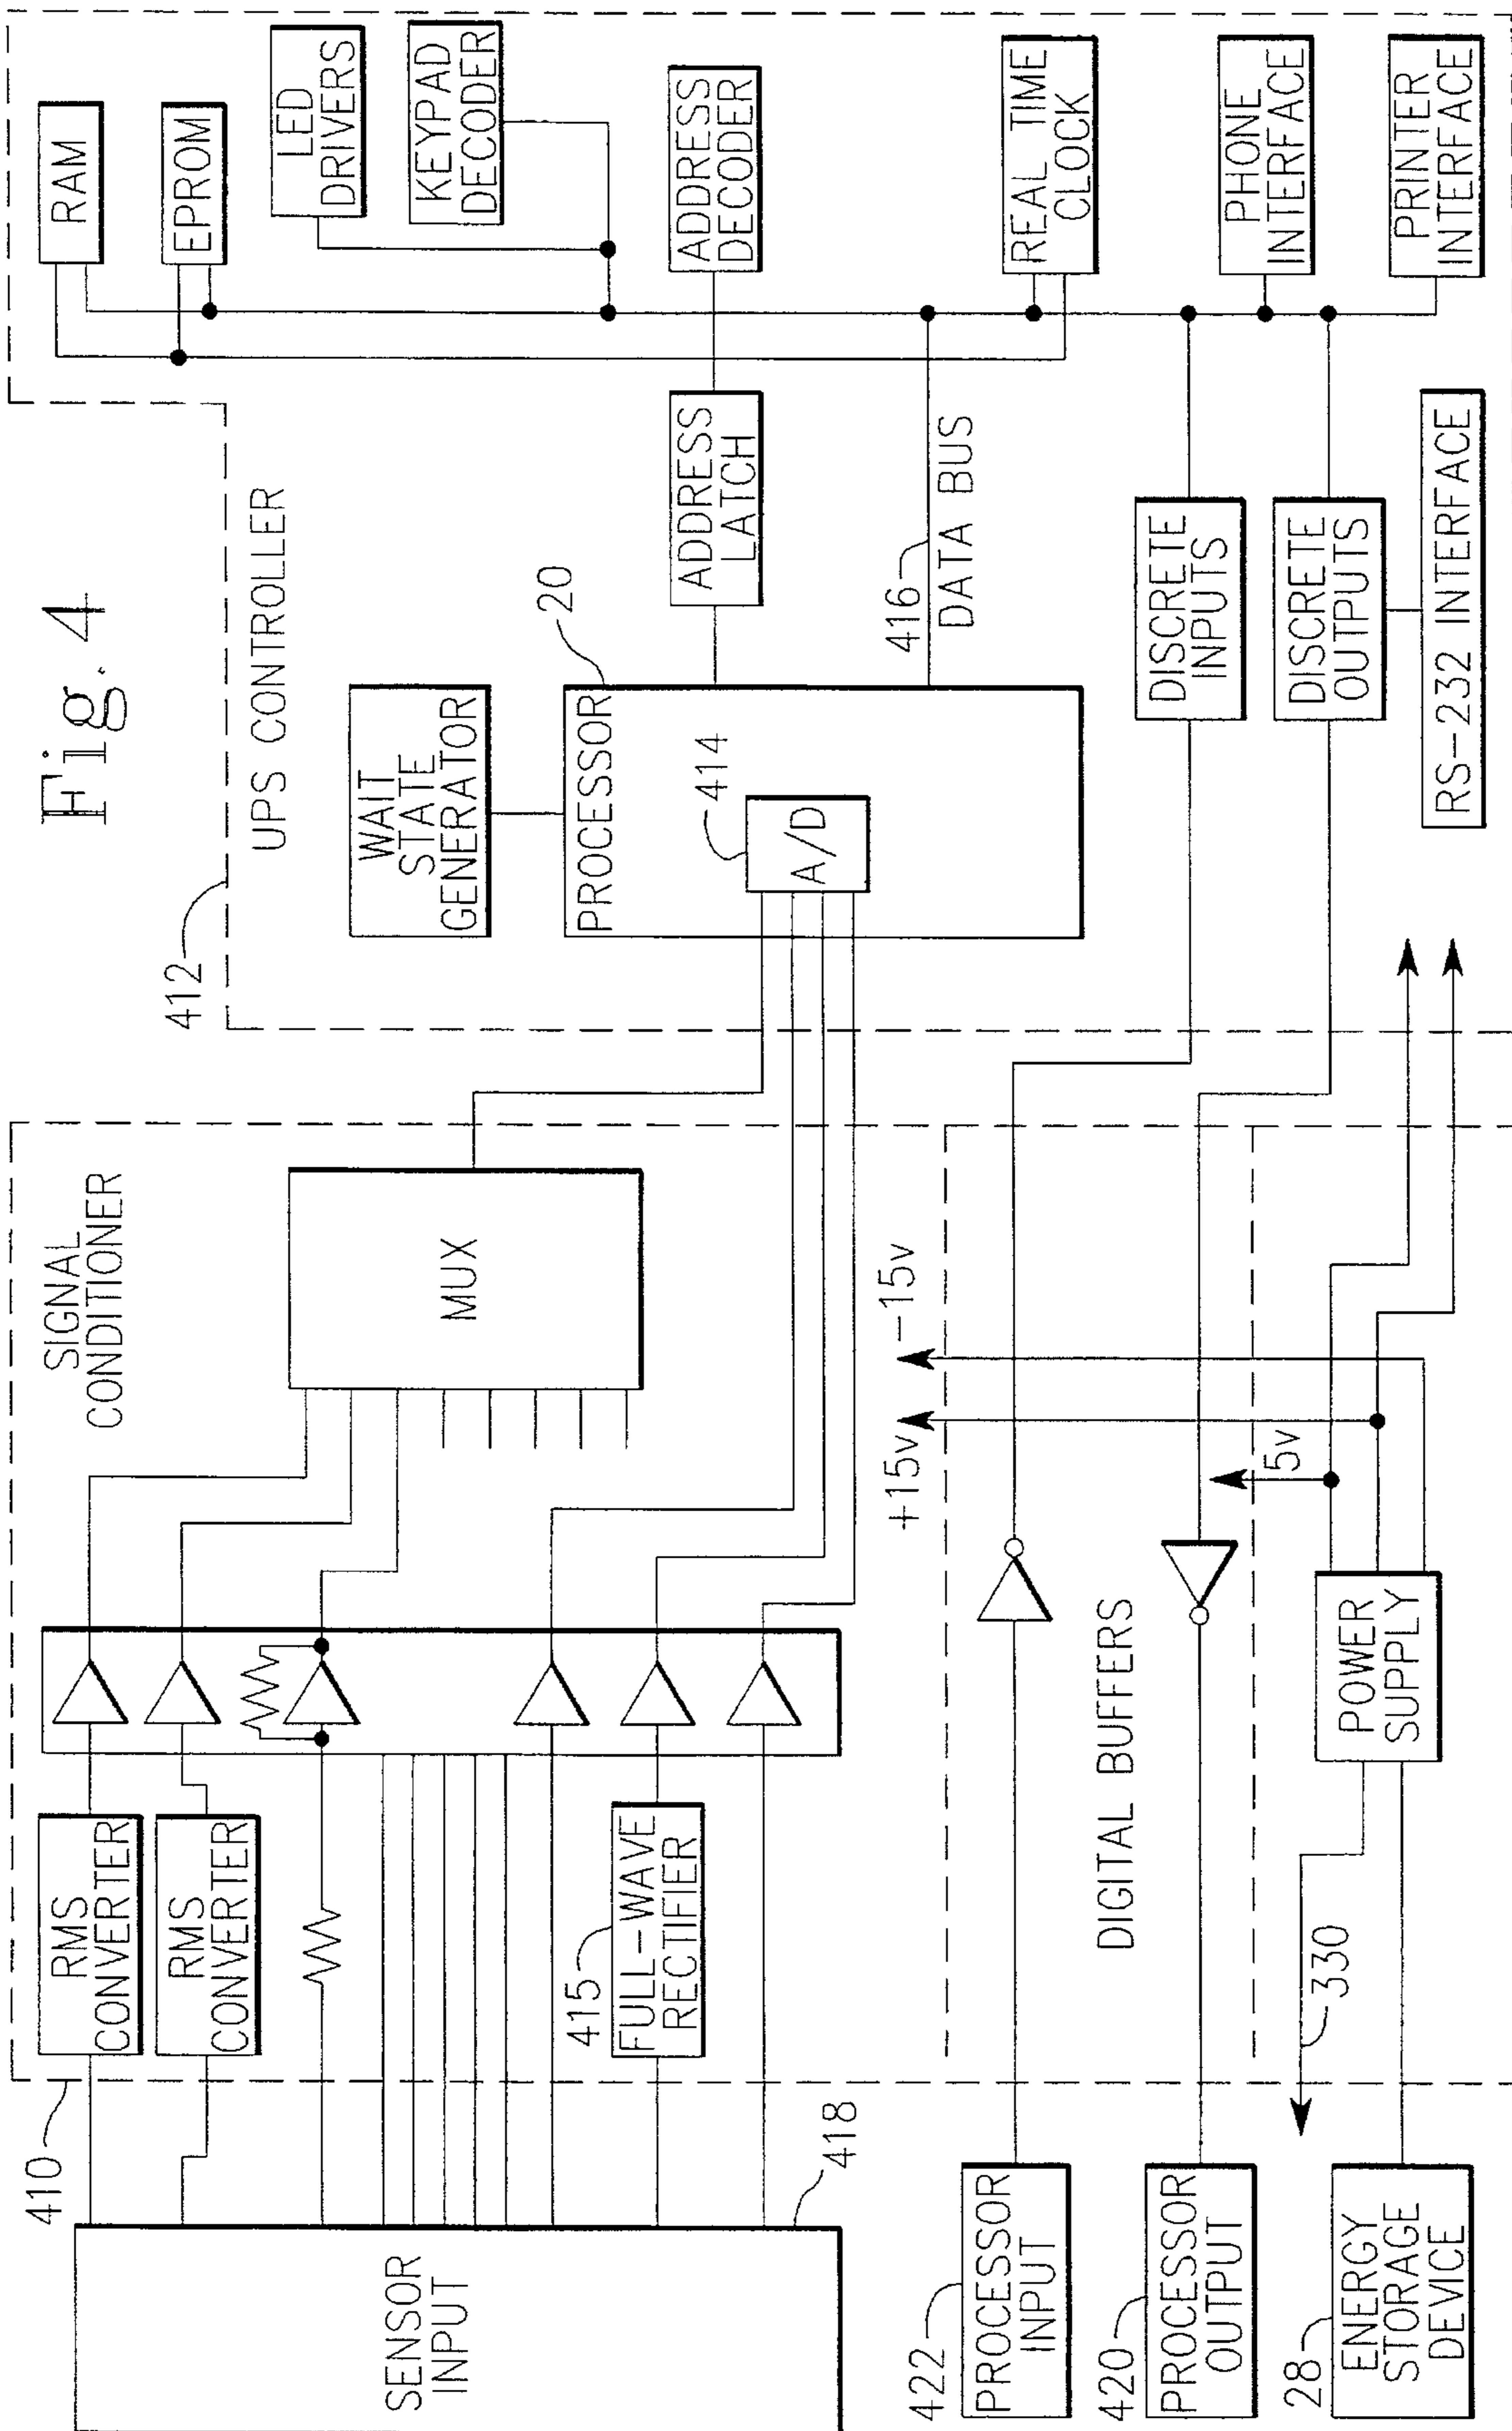 Fig. 4
410
SENSOR
INPUT
418
RMS
CONVERTER
RMS
CONVERTER
415
FULL-WAVE
RECTIFIER
SIGNAL
CONDITIONER
MUX
412
UPS CONTROLLER
WAIT
STATE
GENERATOR
PROCESSOR
20
A/D
414
ADDRESS
LATCH
416
DATA BUS
RAM
EPROM
LED
DRIVERS
KEYPAD
DECODER
ADDRESS
DECODER
REAL TIME
CLOCK
PHONE
INTERFACE
PRINTER
INTERFACE
DISCRETE
INPUTS
DISCRETE
OUTPUTS
RS-232 INTERFACE
422
PROCESSOR
INPUT
420
PROCESSOR
OUTPUT
28
ENERGY
STORAGE
DEVICE
330
DIGITAL BUFFERS
POWER
SUPPLY
+15v
-15v
5v